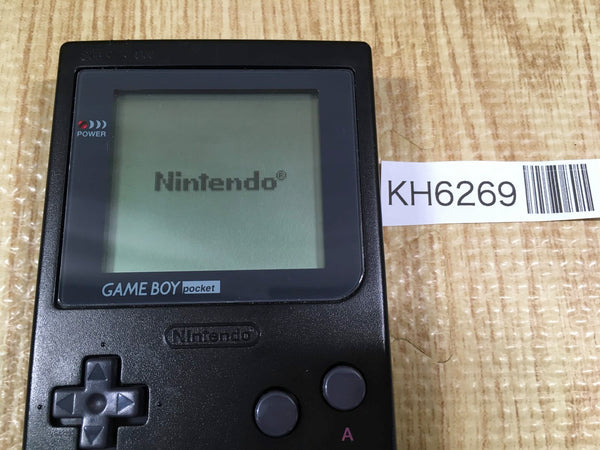 POWER
Nintendo®
KH6269
GAME BOY pocket
Nintendo
A